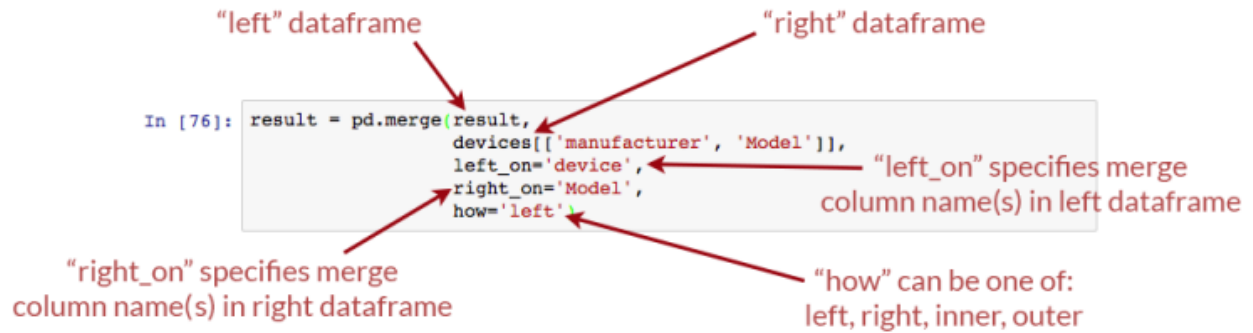 “left” dataframe
“right” dataframe
In [76]: result = pd.merge(result,
devices[['manufacturer', 'Model']],
left_on='device',
right_on='Model',
how='left')
“left_on” specifies merge
column name(s) in left dataframe
“right_on” specifies merge
column name(s) in right dataframe
“how” can be one of:
left, right, inner, outer